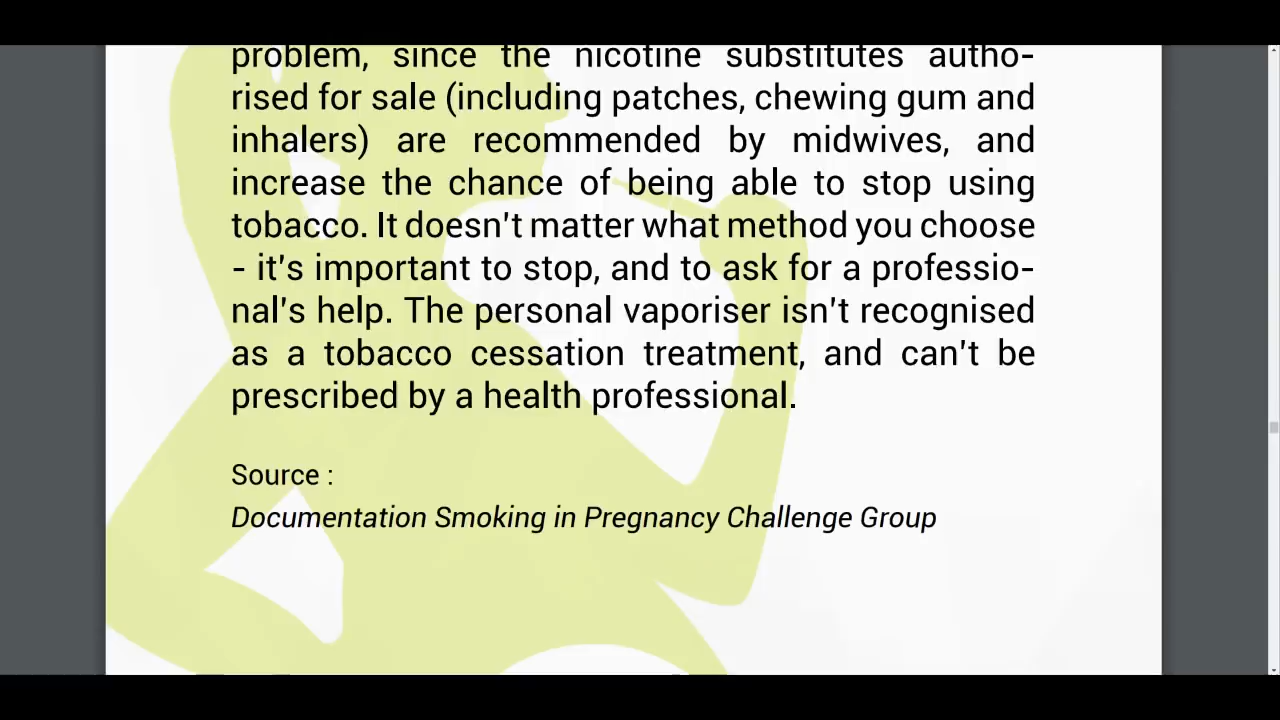 problem, since the nicotine substitutes autho-
rised for sale (including patches, chewing gum and
inhalers) are recommended by midwives, and
increase the chance of being able to stop using
tobacco. It doesn't matter what method you choose
- it's important to stop, and to ask for a professio-
nal's help. The personal vaporiser isn't recognised
as a tobacco cessation treatment, and can't be
prescribed by a health professional.
Source :
Documentation Smoking in Pregnancy Challenge Group